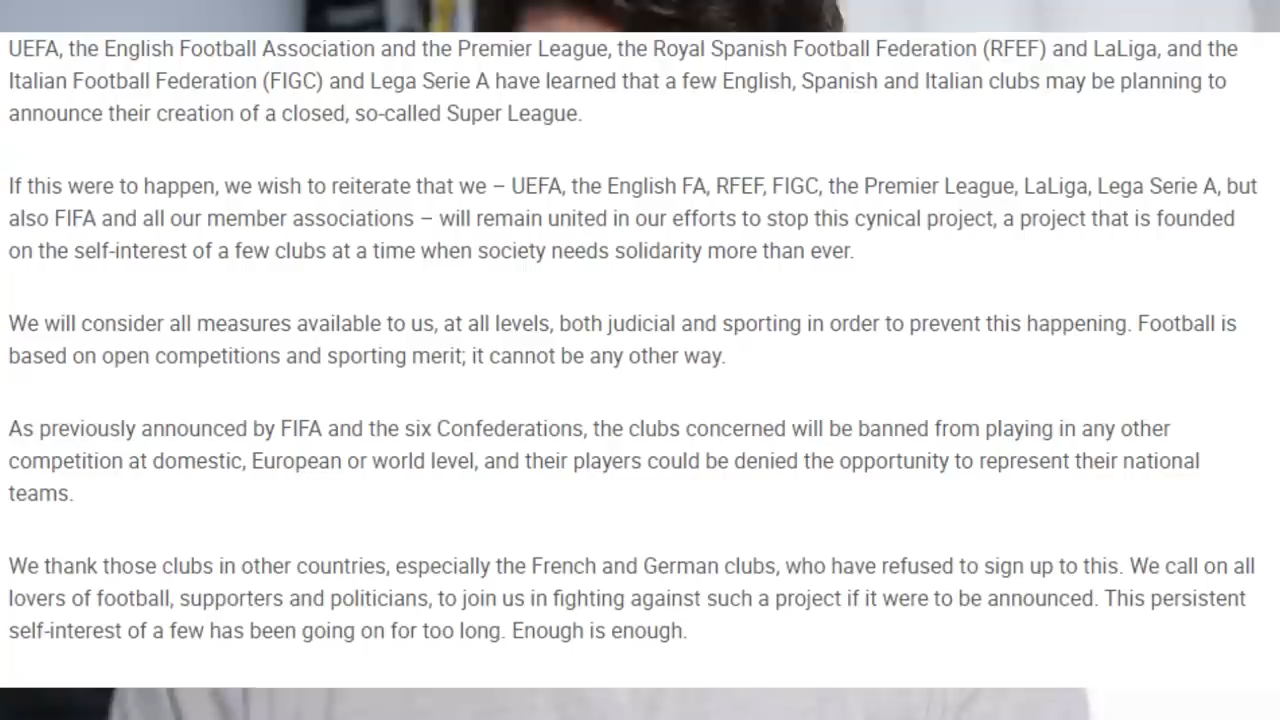 UEFA, the English Football Association and the Premier League, the Royal Spanish Football Federation (RFEF) and LaLiga, and the
Italian Football Federation (FIGC) and Lega Serie A have learned that a few English, Spanish and Italian clubs may be planning to
announce their creation of a closed, so-called Super League.
If this were to happen, we wish to reiterate that we – UEFA, the English FA, RFEF, FIGC, the Premier League, LaLiga, Lega Serie A, but
also FIFA and all our member associations – will remain united in our efforts to stop this cynical project, a project that is founded
on the self-interest of a few clubs at a time when society needs solidarity more than ever.
We will consider all measures available to us, at all levels, both judicial and sporting in order to prevent this happening. Football is
based on open competitions and sporting merit; it cannot be any other way.
As previously announced by FIFA and the six Confederations, the clubs concerned will be banned from playing in any other
competition at domestic, European or world level, and their players could be denied the opportunity to represent their national
teams.
We thank those clubs in other countries, especially the French and German clubs, who have refused to sign up to this. We call on all
lovers of football, supporters and politicians, to join us in fighting against such a project if it were to be announced. This persistent
self-interest of a few has been going on for too long. Enough is enough.